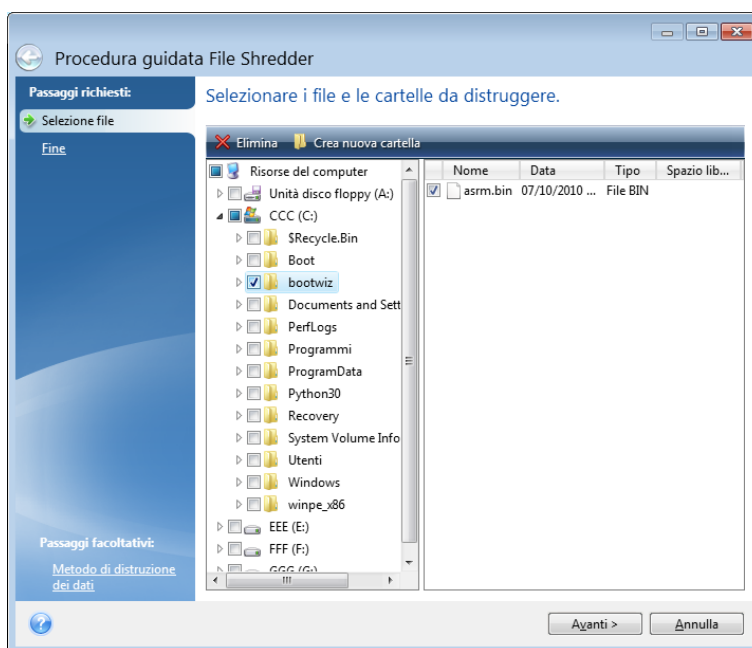 Procedura guidata File Shredder
Passaggi richiesti:
Selezione file
Fine
Passaggi facoltativi:
Metodo di distruzione
dei dati
Selezionare i file e le cartelle da distruggere.
Elimina
Crea nuova cartella
Risorse del computer
Unità disco floppy (A:)
CCC (C:)
$Recycle.Bin
Boot
bootwiz
Documents and Sett
PerfLogs
Programmi
ProgramData
Python30
Recovery
System Volume Info
Utenti
Windows
winpe_x86
EEE (E:)
FFF (F:)
GGG (G:)
Nome Data Tipo Spazio lib...
asrm.bin 07/10/2010 ... File BIN
Avanti >
Annulla